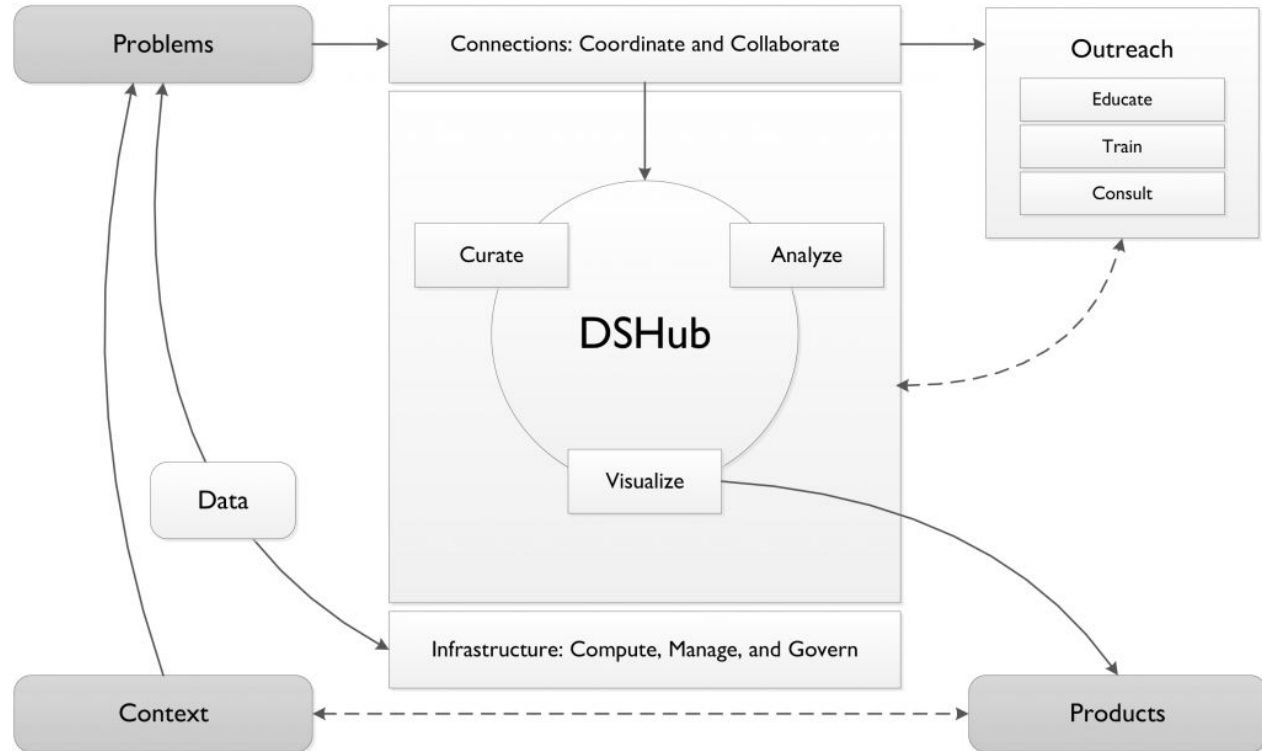 Problems
Connections: Coordinate and Collaborate
Outreach
Educate
Train
Consult
Curate
Analyze
DSHub
Visualize
Data
Infrastructure: Compute, Manage, and Govern
Context
Products